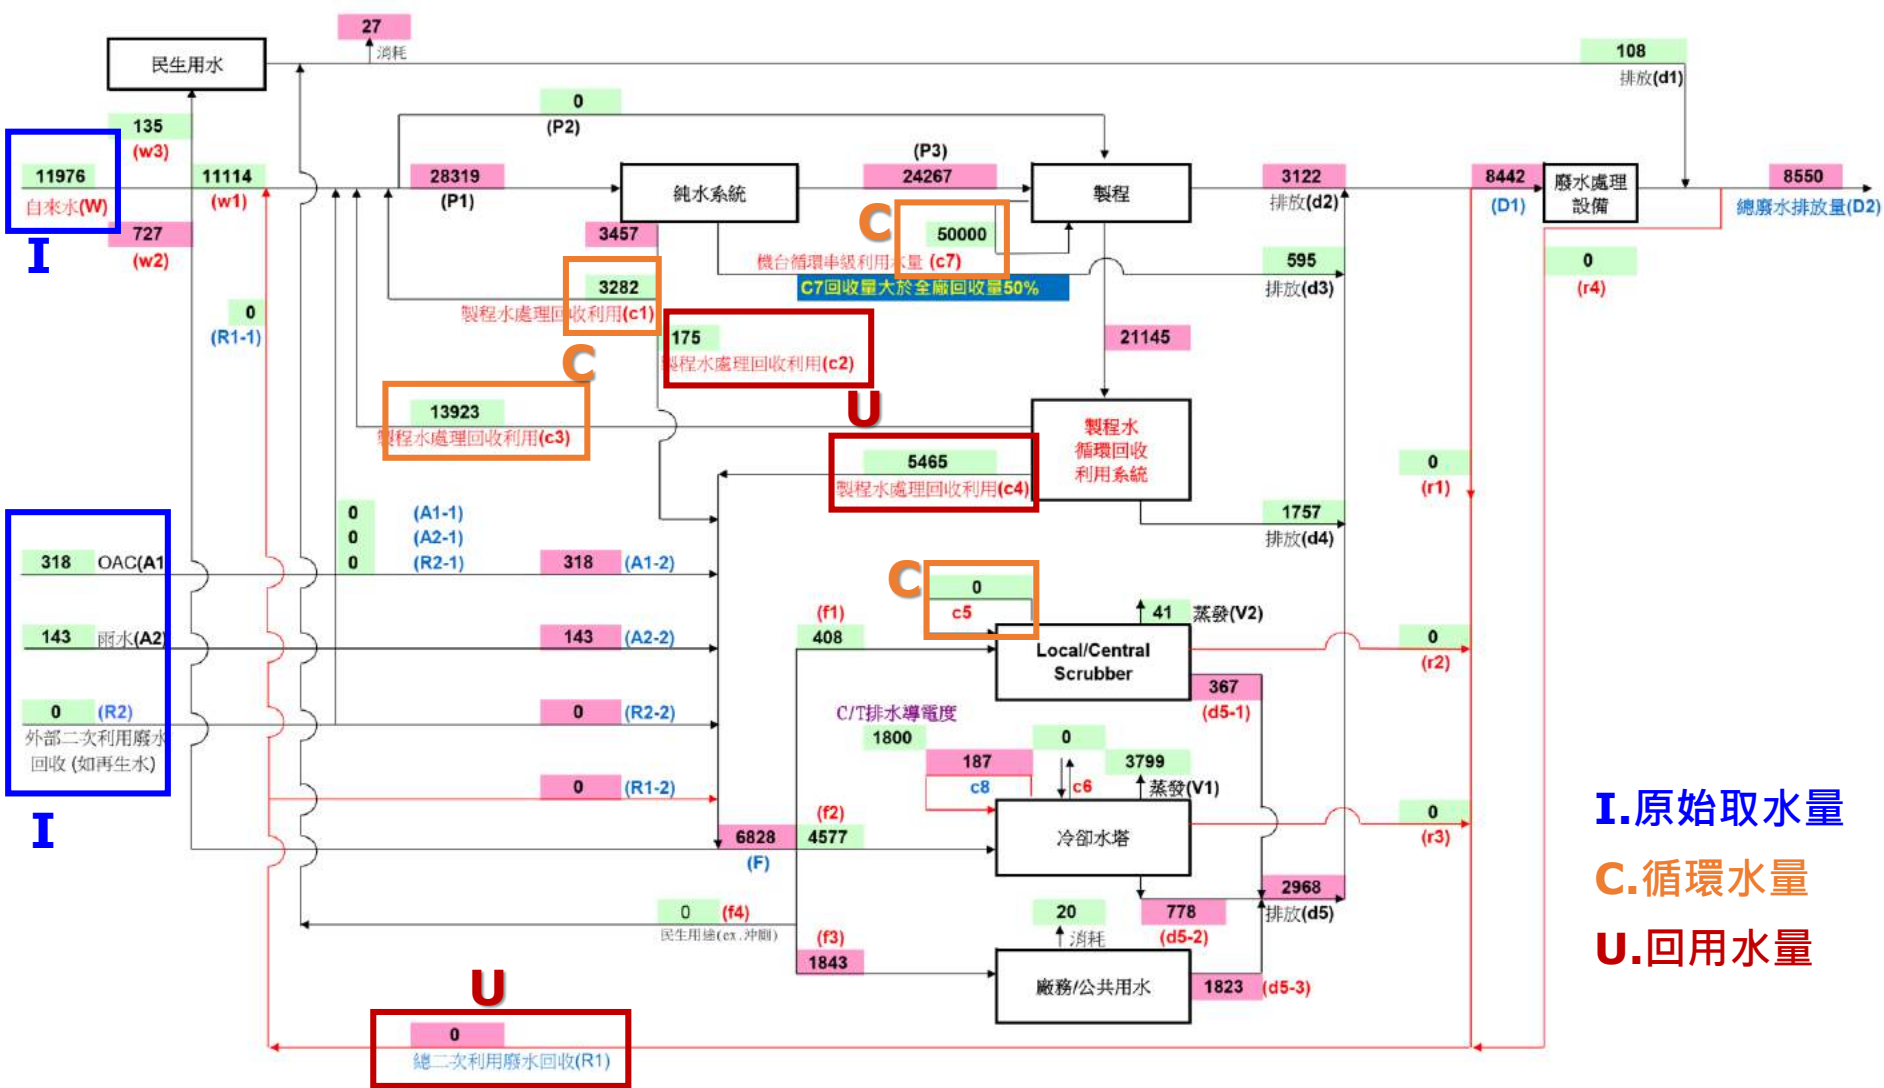 27
消耗
民生用水
108
排放(d1)
0
(P2)
135
(w3)
11976
自來水(W)
I
727
(w2)
11114
(w1)
28319
(P1)
純水系統
(P3)
24267
製程
3122
排放(d2)
8442
(D1)
廢水處理
設備
8550
總廢水排放量(D2)
3457
C
50000
機台循環串級利用水量 (c7)
C7回收量大於全廠回收量50%
595
排放(d3)
0
(r4)
3282
製程水處理回收利用(c1)
0
(R1-1)
175
製程水處理回收利用(c2)
U
21145
C
13923
製程水處理回收利用(c3)
製程水
循環回收
利用系統
5465
製程水處理回收利用(c4)
0
(r1)
1757
排放(d4)
0 (A1-1)
0 (A2-1)
0 (R2-1)
318 OAC(A1
318 (A1-2)
143 雨水(A2)
143 (A2-2)
0 (R2)
外部二次利用廢水
回收 (如再生水)
I
0 (R2-2)
0 (R1-2)
C
0
c5
(f1)
408
Local/Central
Scrubber
41 蒸發(V2)
0
(r2)
367
(d5-1)
C/T排水導電度
1800
187
c8
0
c6
3799
蒸發(V1)
(f2)
6828
(F)
4577
冷卻水塔
0
(r3)
2968
排放(d5)
778
(d5-2)
0 (f4)
民生用途(ex.沖廁)
(f3)
1843
20
消耗
廠務/公共用水
1823 (d5-3)
U
0
總二次利用廢水回收(R1)
I.原始取水量
C.循環水量
U.回用水量